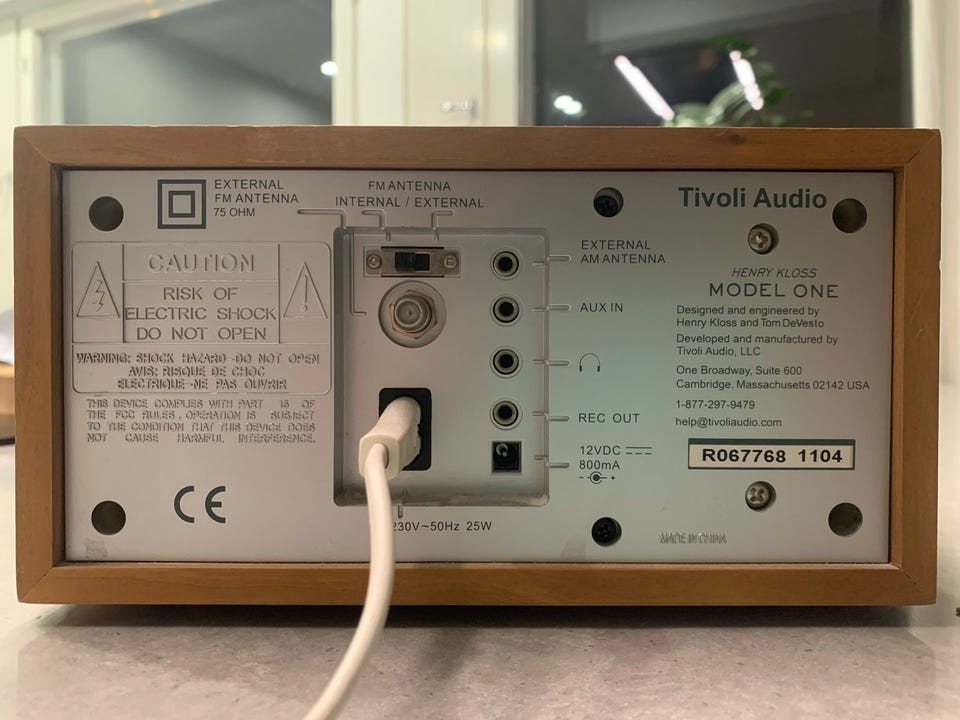 EXTERNAL
FM ANTENNA
75 OHM
FM ANTENNA
INTERNAL / EXTERNAL
Tivoli Audio
CAUTION
RISK OF
ELECTRIC SHOCK
DO NOT OPEN
WARNING: SHOCK HAZARD -DO NOT OPEN
AVIS: RISQUE DE CHOC
ELECTRIQUE-NE PAS OUVRIR
THIS DEVICE COMPLIES WITH PART 15 OF
THE FCC RULES , OPERATION IS SUBJECT
TO THE CONDITION THAT THIS DEVICE DOES
NOT CAUSE HARMFUL INTERFERENCE.
CE
EXTERNAL
AM ANTENNA
AUX IN
REC OUT
12VDC
800mA
- +
230V~50Hz 25W
HENRY KLOSS
MODEL ONE
Designed and engineered by
Henry Kloss and Tom DeVesto
Developed and manufactured by
Tivoli Audio, LLC
One Broadway, Suite 600
Cambridge, Massachusetts 02142 USA
1-877-297-9479
help@tivoliaudio.com
R067768 1104
MADE IN CHINA